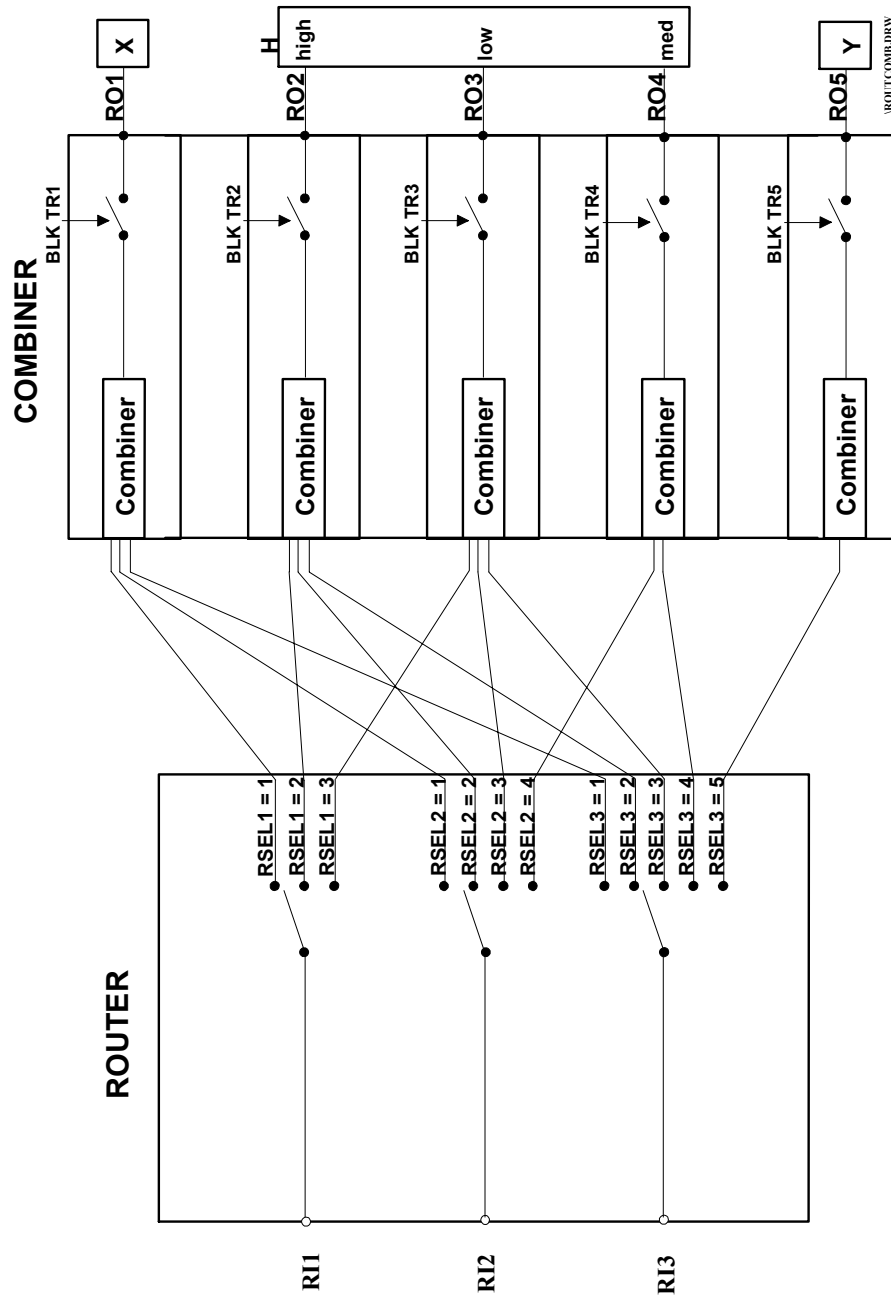 COMBINER
BLK TR1
Combiner
RO1
X
BLK TR2
Combiner
RO2
H
high
BLK TR3
Combiner
RO3
low
BLK TR4
Combiner
RO4
med
BLK TR5
Combiner
RO5
Y
\ROUTCOMB.DRW
ROUTER
RI1
RSEL1 = 1
RSEL1 = 2
RSEL1 = 3
RI2
RSEL2 = 1
RSEL2 = 2
RSEL2 = 3
RSEL2 = 4
RI3
RSEL3 = 1
RSEL3 = 2
RSEL3 = 3
RSEL3 = 4
RSEL3 = 5